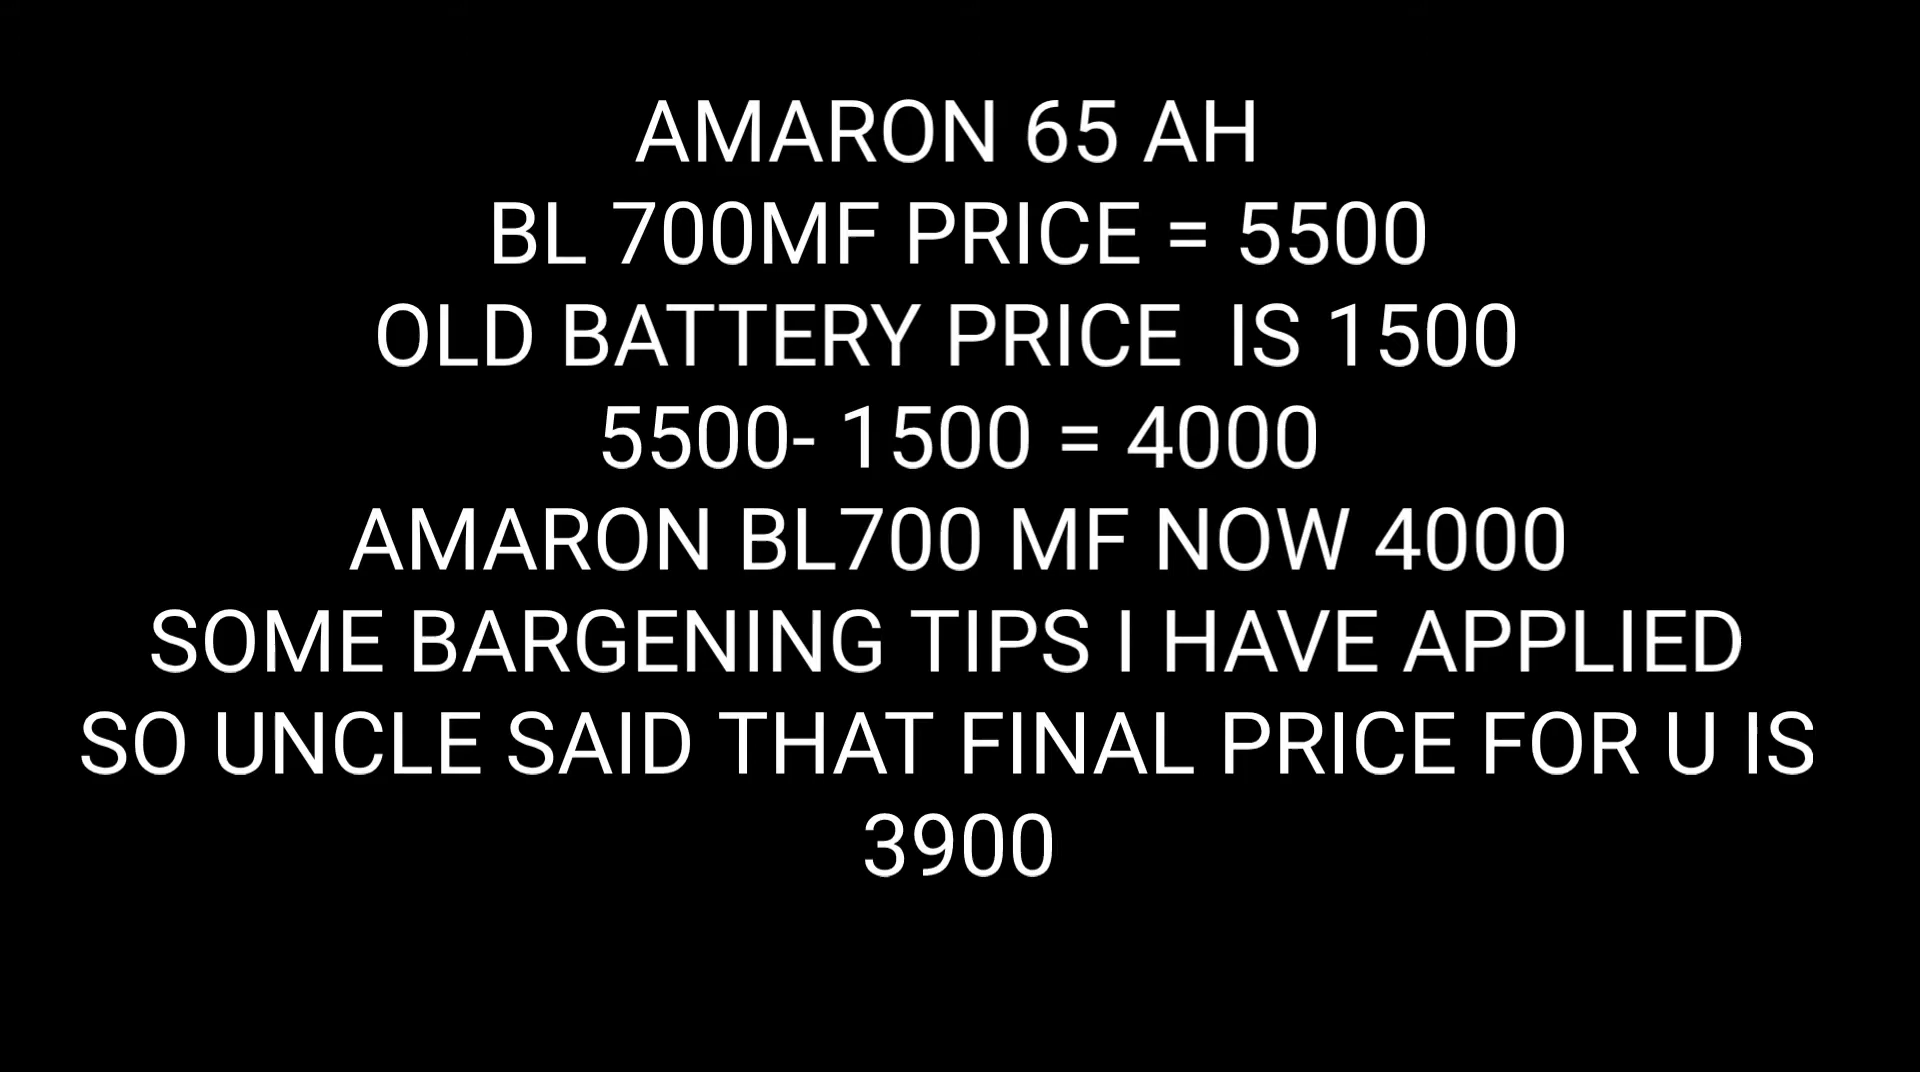 AMARON 65 AH
BL 700MF PRICE = 5500
OLD BATTERY PRICE  IS 1500
5500- 1500 = 4000
AMARON BL700 MF NOW 4000
SOME BARGENING TIPS I HAVE APPLIED
SO UNCLE SAID THAT FINAL PRICE FOR U IS
3900